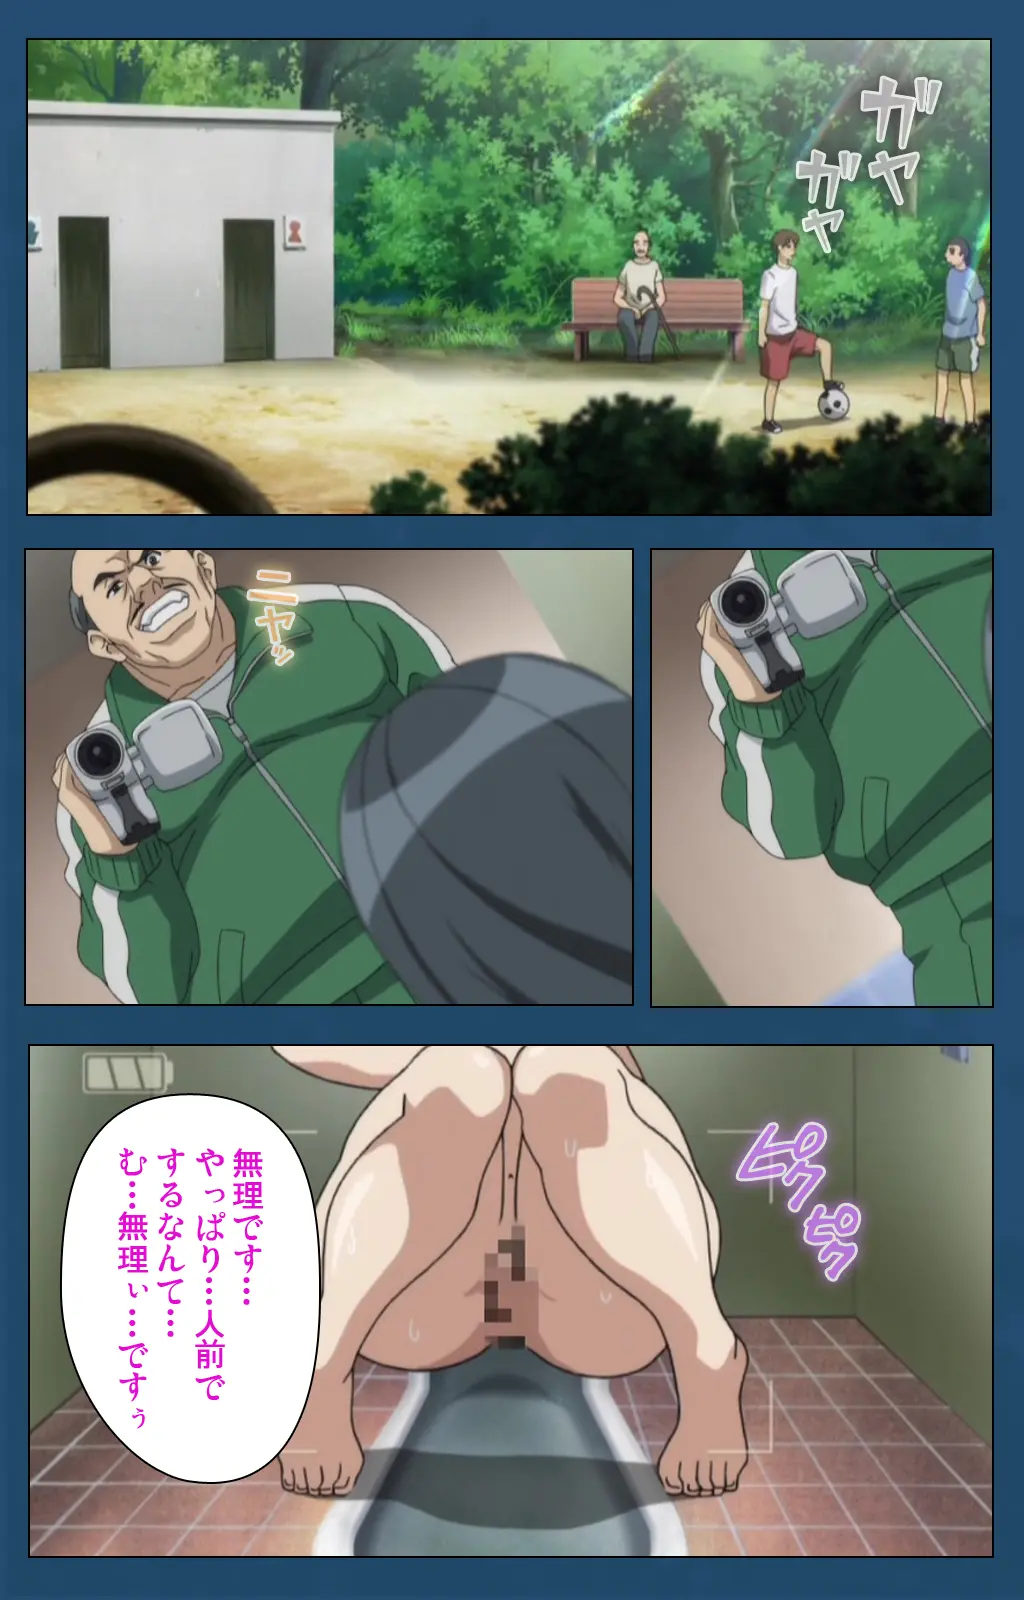 ガヤ
ガヤ
ニヤッ
無理です…
やっぱり…人前で
するなんて…
む…無理ぃ…ですぅ
ピク
ピク